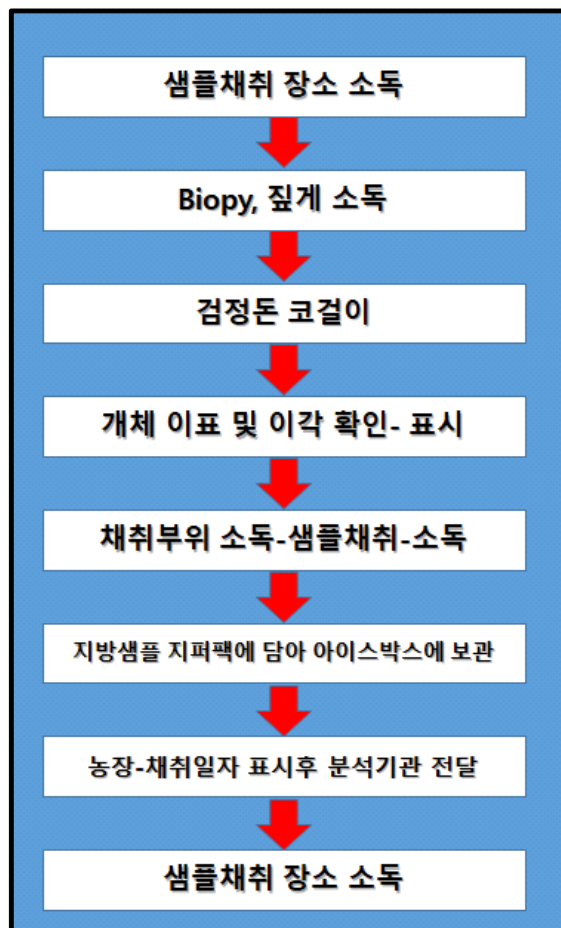 샘플채취 장소 소독
Biopy, 짚게 소독
검정돈 코걸이
개체 이표 및 이각 확인- 표시
채취부위 소독-샘플채취-소독
지방샘플 지퍼팩에 담아 아이스박스에 보관
농장-채취일자 표시후 분석기관 전달
샘플채취 장소 소독